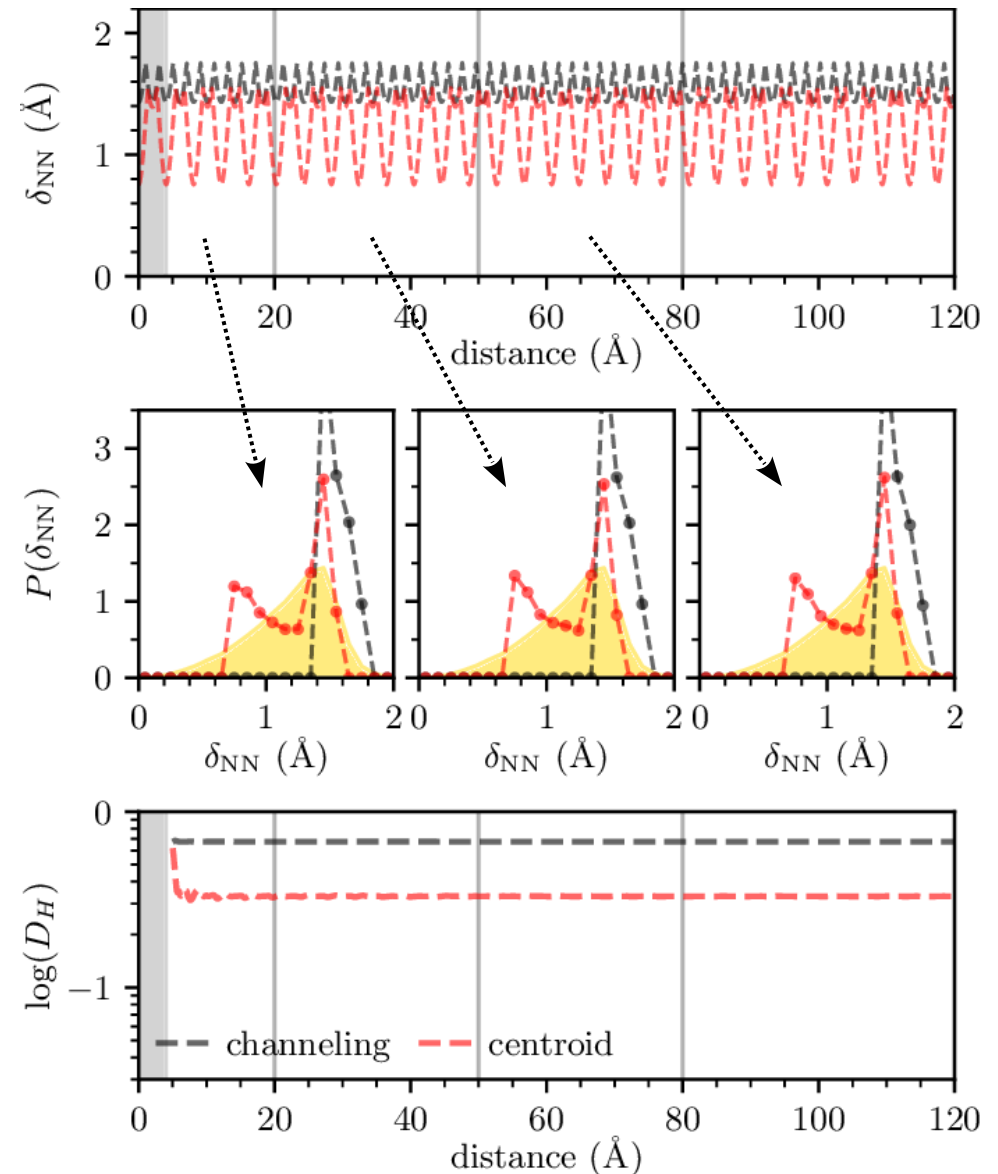 2
1
0
δNN (Å)
0 20 40 60 80 100 120
distance (Å)
3
2
1
0
P(δNN)
0 1 2 0 1 2 0 1 2
δNN (Å) δNN (Å) δNN (Å)
0
−1
log(DH)
channeling centroid
0 20 40 60 80 100 120
distance (Å)